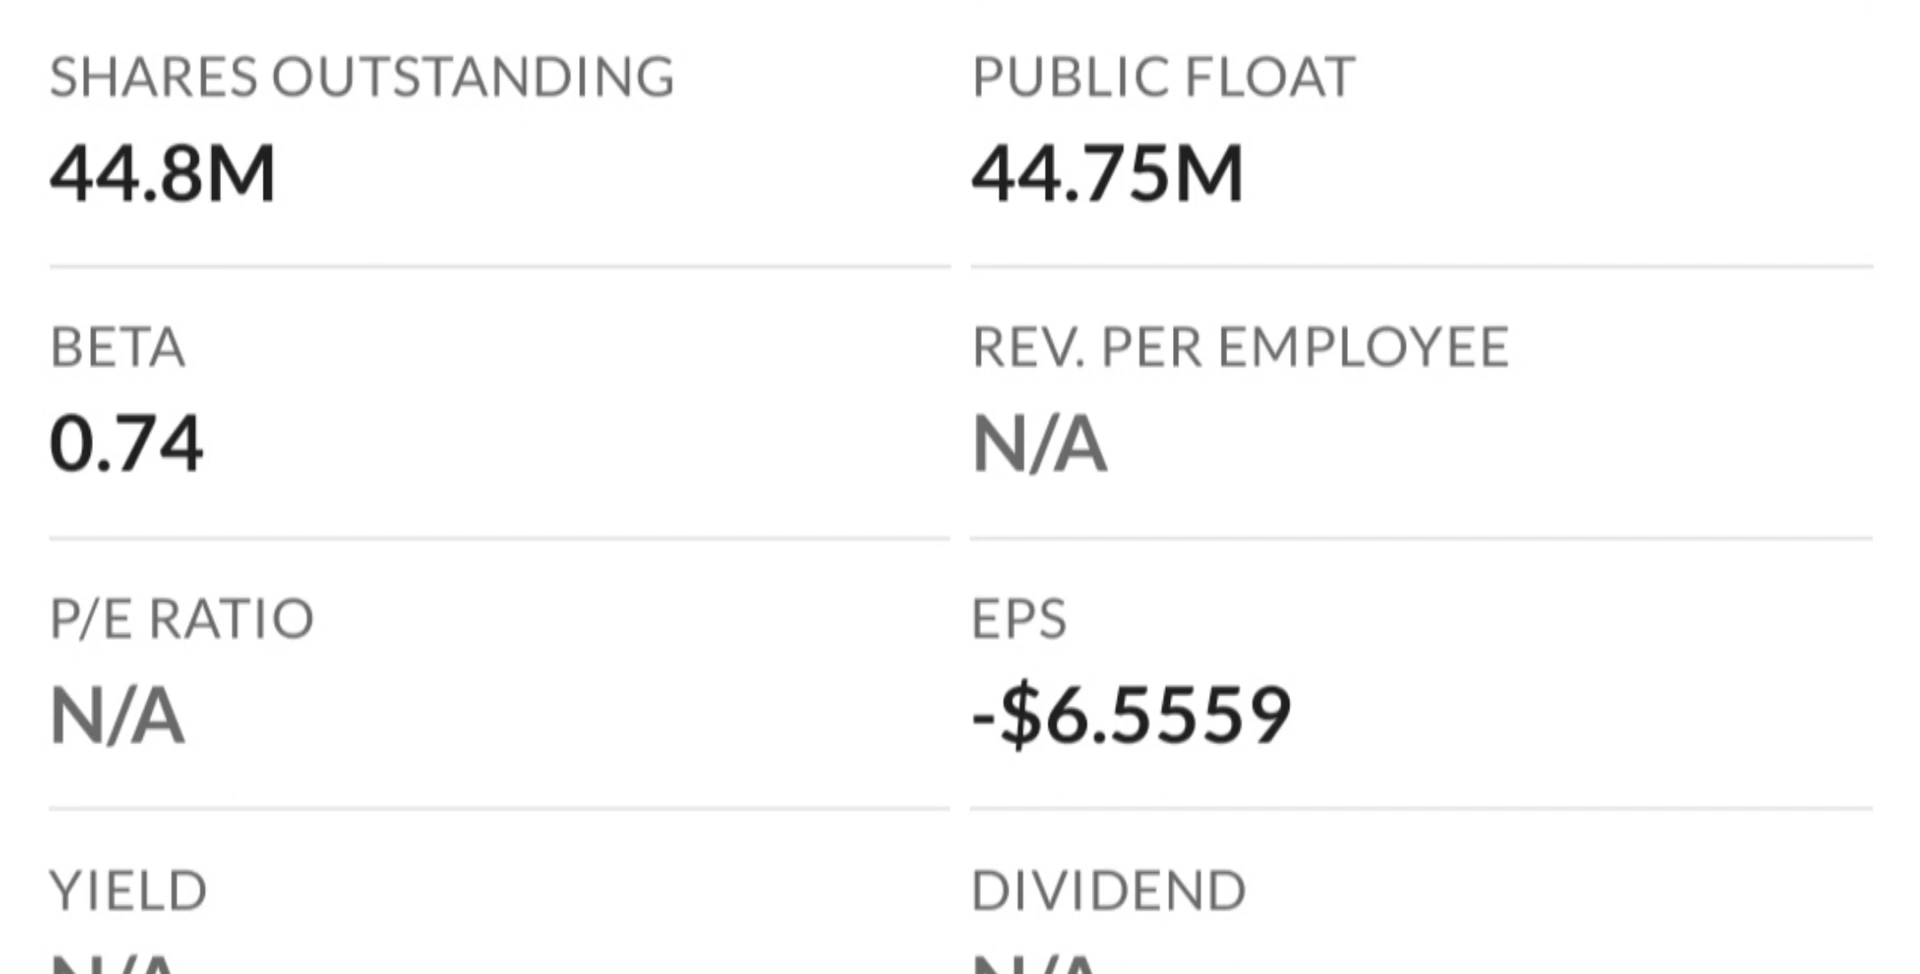 SHARES OUTSTANDING
44.8M
PUBLIC FLOAT
44.75M
BETA
0.74
REV. PER EMPLOYEE
N/A
P/E RATIO
N/A
EPS
-$6.5559
YIELD
N/A
DIVIDEND
N/A